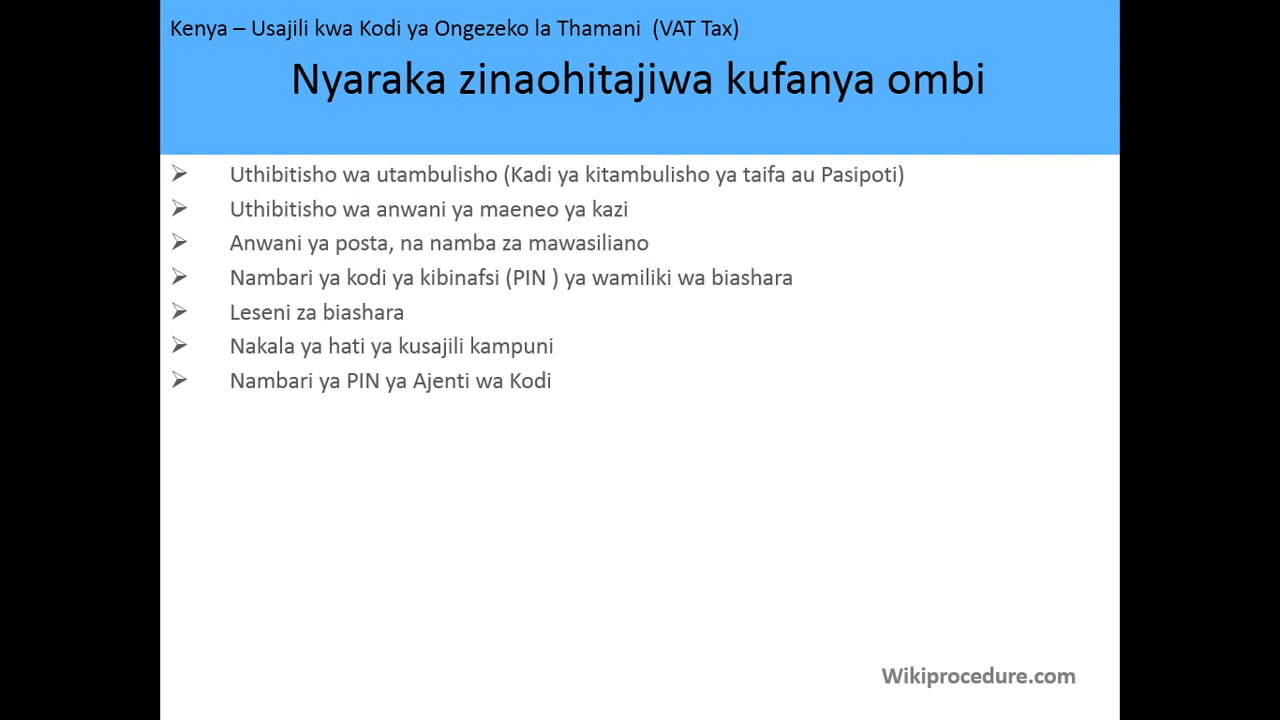 Kenya – Usajili kwa Kodi ya Ongezeko la Thamani (VAT Tax)
Nyaraka zinaohitajiwa kufanya ombi
➢ Uthibitisho wa utambulisho (Kadi ya kitambulisho ya taifa au Pasipoti)
➢ Uthibitisho wa anwani ya maeneo ya kazi
➢ Anwani ya posta, na namba za mawasiliano
➢ Nambari ya kodi ya kibinafsi (PIN ) ya wamiliki wa biashara
➢ Leseni za biashara
➢ Nakala ya hati ya kusajili kampuni
➢ Nambari ya PIN ya Ajenti wa Kodi
Wikiprocedure.com